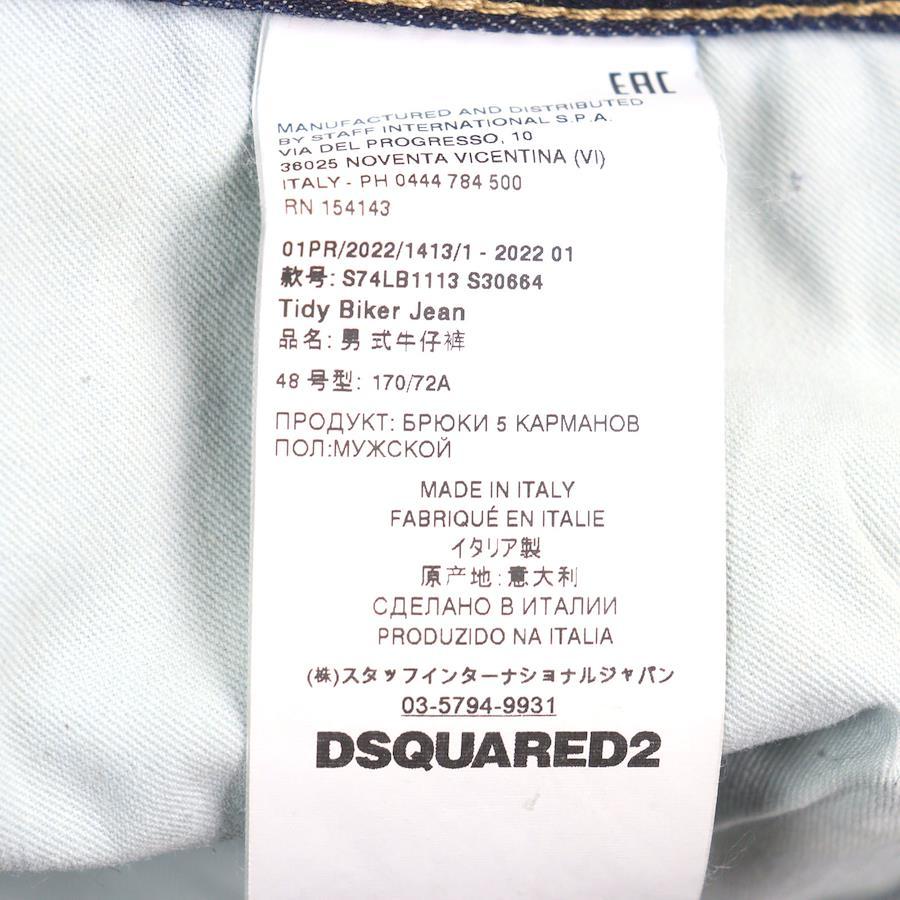 EAC
MANUFACTURED AND DISTRIBUTED
BY STAFF INTERNATIONAL S.P.A.
VIA DEL PROGRESSO, 10
36025 NOVENTA VICENTINA (VI)
ITALY - PH 0444 784 500
RN 154143
01PR/2022/1413/1 - 2022 01
款号: S74LB1113 S30664
Tidy Biker Jean
品名: 男 式牛仔裤
48 号型: 170/72A
ПРОДУКТ: БРЮКИ 5 КАРМАНОВ
ПОЛ:МУЖСКОЙ
MADE IN ITALY
FABRIQUÉ EN ITALIE
イタリア製
原产地:意大利
СДЕЛАНО В ИТАЛИИ
PRODUZIDO NA ITALIA
(株)スタッフインターナショナルジャパン
03-5794-9931
DSQUARED2